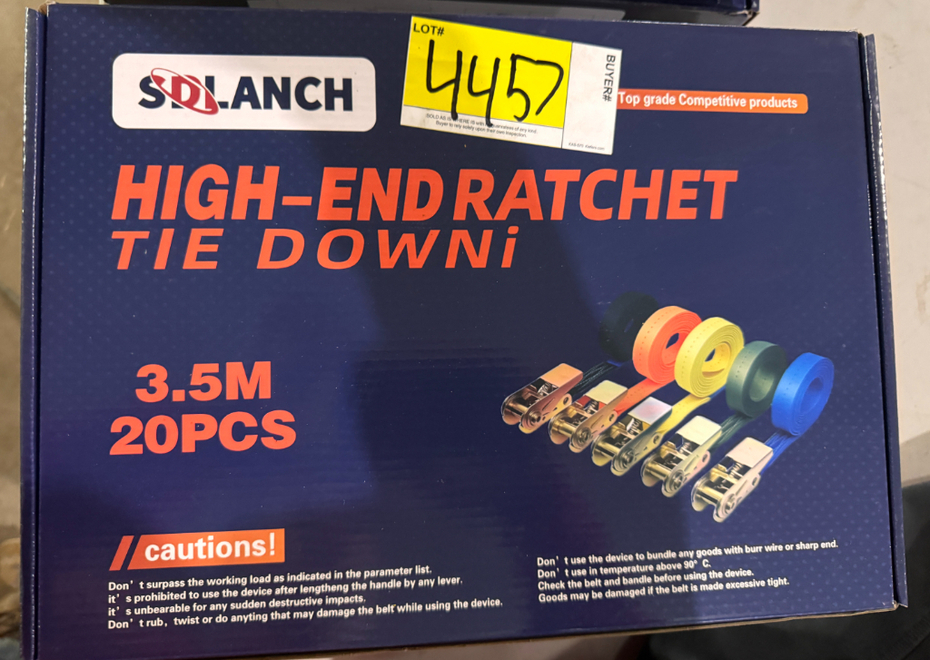 LOT#
4457
BUYER#
SDLANCH
Top grade Competitive products
HIGH-END RATCHET
TIE DOWNi
3.5M
20PCS
cautions!
Don't surpass the working load as indicated in the parameter list.
it's prohibited to use the device after lengtheng the handle by any lever.
it's unbearable for any sudden destructive impacts.
Don't rub, twist or do anyting that may damage the belt while using the device.
Don't use the device to bundle any goods with burr wire or sharp end.
Don't use in temperature above 90° C.
Check the belt and bandle before using the device.
Goods may be damaged if the belt is made excessive tight.